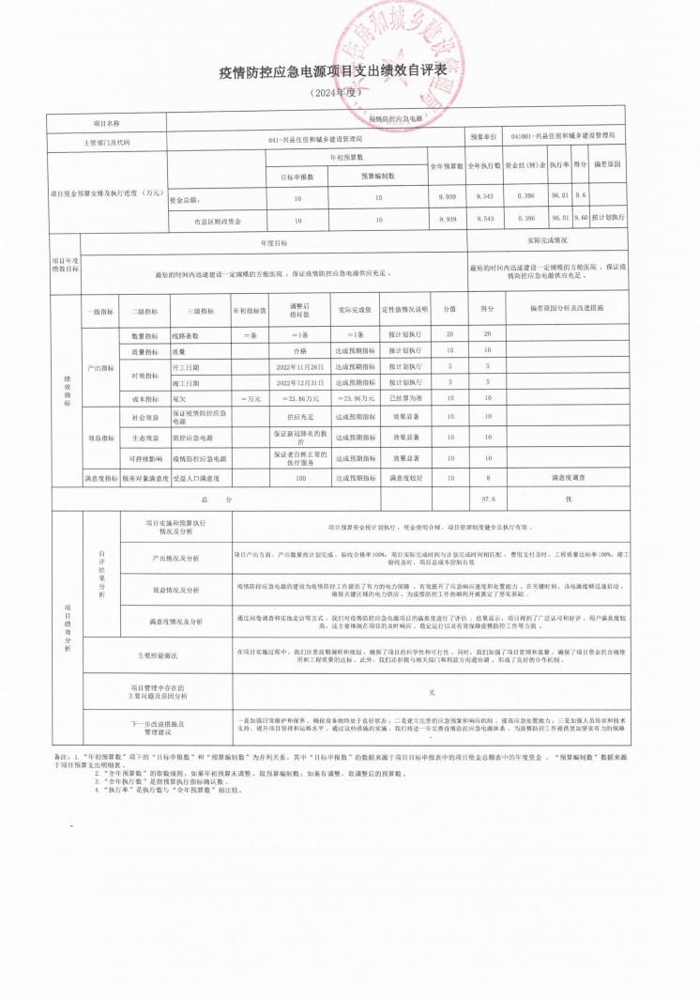 疫情防控应急电源项目支出绩效自评表
（2024年度）
项目名称 疫情防控应急电源
主管部门及代码 041-兴县住房和城乡建设管理局 预算单位 041001-兴县住房和城乡建设管理局
项目资金预算安排及执行进度（万元） 年初预算数 全年预算数 全年执行数 资金结(转)金 执行率 得分 偏差原因
目标申报数 预算编制数
资金总额： 10 10 9.939 9.543 0.396 96.01 9.6
市县区财政资金 10 10 9.939 9.543 0.396 96.01 9.60 按计划执行
项目年度绩效目标 年度目标 实际完成情况
最短的时间内迅速建设一定规模的方舱医院，保证疫情防控应急电源供应充足。 最短的时间内迅速建设一定规模的方舱医院，保证疫情防控应急电源供应充足。
绩效指标 一级指标 二级指标 三级指标 年初指标值 调整后指标值 实际完成值 定性值情况说明 分值 得分 偏差原因分析及改进措施
产出指标 数量指标 线路条数 =条 =1条 =1条 按计划执行 20 20
质量指标 质量 合格 达成预期指标 按计划执行 10 10
时效指标 开工日期 2022年11月26日 达成预期指标 按计划执行 5 5
竣工日期 2022年12月31日 达成预期指标 按计划执行 5 5
成本指标 尾欠 =万元 =23.86万元 =23.86万元 已结算为准 10 10
效益指标 社会效益 保证疫情防控应急电源 供应充足 达成预期指标 效果显著 10 10
生态效益 防控应急电源 保证新冠肺炎的救治 达成预期指标 效果显著 10 10
可持续影响 疫情防控应急电源 保证者百姓正常的医疗服务 达成预期指标 效果显著 10 10
满意度指标 服务对象满意度 受益人口满意度 100 达成预期指标 满意度较好 10 8 满意度调查
总 分 97.6 优
项目绩效分析 自评结果分析 项目实施和预算执行情况及分析 项目预算资金按计划执行，资金使用合规，项目管理制度健全且执行有效。
产出情况及分析 项目产出方面，产出数量按计划完成，验收合格率100%，项目实际完成时间与计划完成时间相匹配，费用支付及时，工程质量达标率100%，竣工验收及时，项目总成本控制有效
效益情况及分析 疫情防控应急电源的建设为疫情防控工作提供了有力的电力保障，有效提升了应急响应速度和处置能力，在关键时刻，该电源能够迅速启动，确保关键区域的电力供应，为疫情防控工作的顺利开展奠定了坚实基础。
满意度情况及分析 通过问卷调查和实地走访等方式，我们对疫情防控应急电源项目的满意度进行了评估，结果显示，项目得到了广泛认可和好评，用户满意度较高，这主要体现在项目的及时响应、稳定运行以及有效保障疫情防控工作等方面。
主要经验做法 在项目实施过程中，我们注重前期调研和规划，确保了项目的科学性和可行性，同时，我们加强了项目管理和监督，确保了项目资金的合规使用和工程质量的达标，此外，我们还积极与相关部门和利益方沟通协调，形成了良好的合作机制。
项目管理中存在的主要问题及原因分析 无
下一步改进措施及管理建议 一是加强日常维护和保养，确保设备始终处于良好状态；二是建立完善的应急预案和响应机制，提高应急处置能力；三是加强人员培训和技术支持，提升项目管理和运维水平，通过这些措施的实施，我们将进一步完善疫情防控应急电源体系，为疫情防控工作提供更加坚实有力的保障
备注：1.“年初预算数”项下的“目标申报数”和“预算编制数”为并列关系。其中“目标申报数”的数据来源于项目目标申报表中的项目资金总额表中的年度资金，“预算编制数”数据来源
于项目预算支出明细表。
2.“全年预算数”的取数规则，如果年初预算未调整，取预算编制数；如果有调整，取调整后的预算数。
3.“全年执行数”是指预算执行指标确认数。
4.“执行率”是执行数与“全年预算数”相比较。